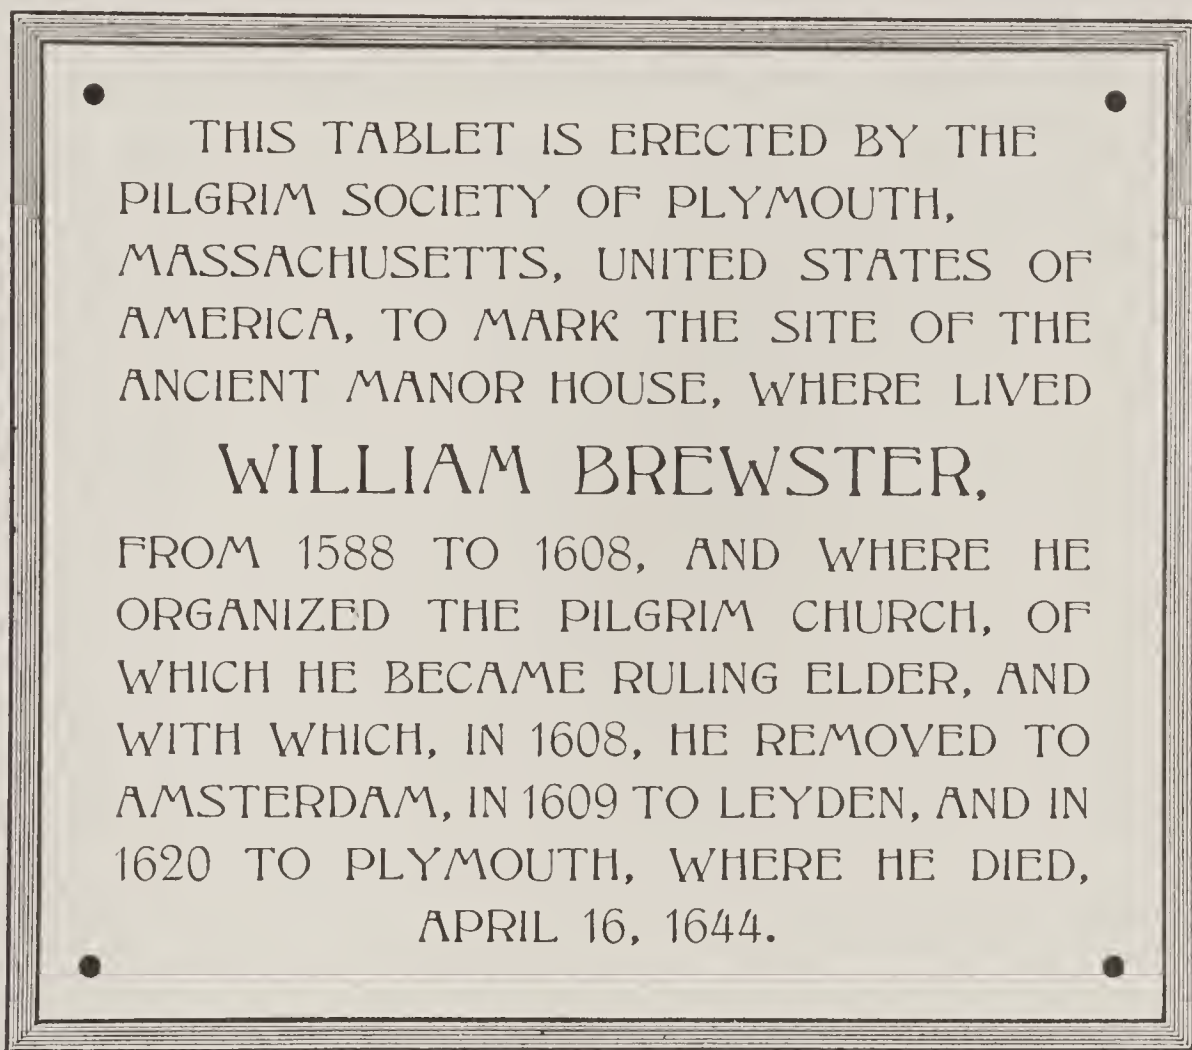 THIS TABLET IS ERECTED BY THE
PILGRIM SOCIETY OF PLYMOUTH,
MASSACHUSETTS, UNITED STATES OF
AMERICA, TO MARK THE SITE OF THE
ANCIENT MANOR HOUSE, WHERE LIVED
WILLIAM BREWSTER,
FROM 1588 TO 1608, AND WHERE HE
ORGANIZED THE PILGRIM CHURCH, OF
WHICH HE BECAME RULING ELDER, AND
WITH WHICH, IN 1608, HE REMOVED TO
AMSTERDAM, IN 1609 TO LEYDEN, AND IN
1620 TO PLYMOUTH, WHERE HE DIED,
APRIL 16, 1644.